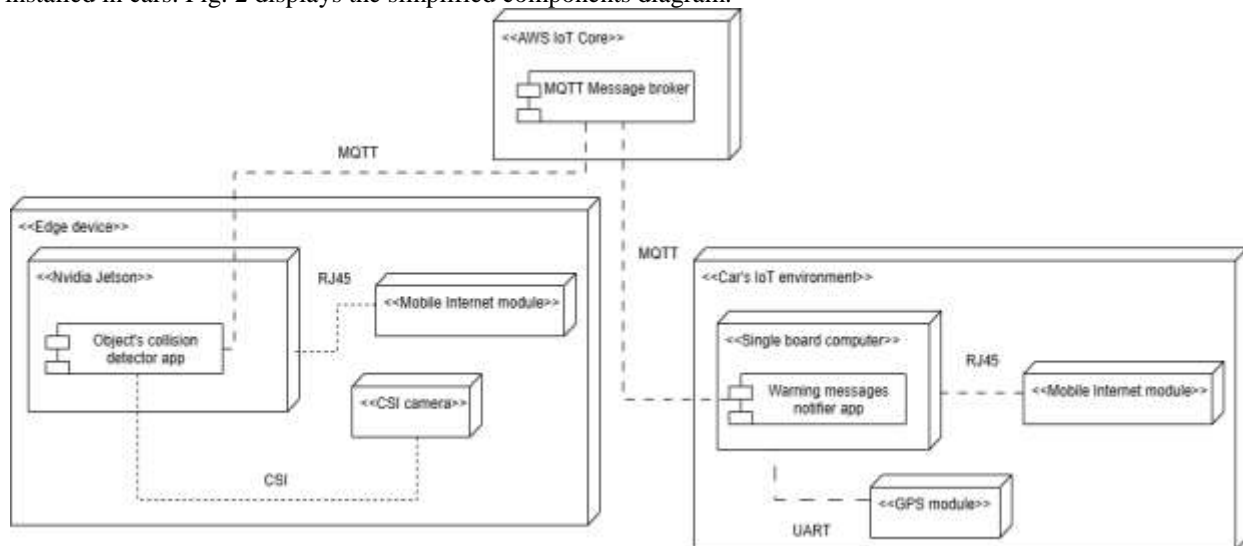 installed in cars. Fig. 2 displays the simplified components diagram.
<<AWS IoT Core>>
MQTT Message broker
MQTT
<<Edge device>>
<<Nvidia Jetson>>
RJ45
<<Mobile Internet module>>
Object's collision
detector app
<<CSI camera>>
CSI
MQTT
<<Car's IoT environment>>
<<Single board computer>>
RJ45
Warning messages
notifier app
<<Mobile Internet module>>
<<GPS module>>
UART